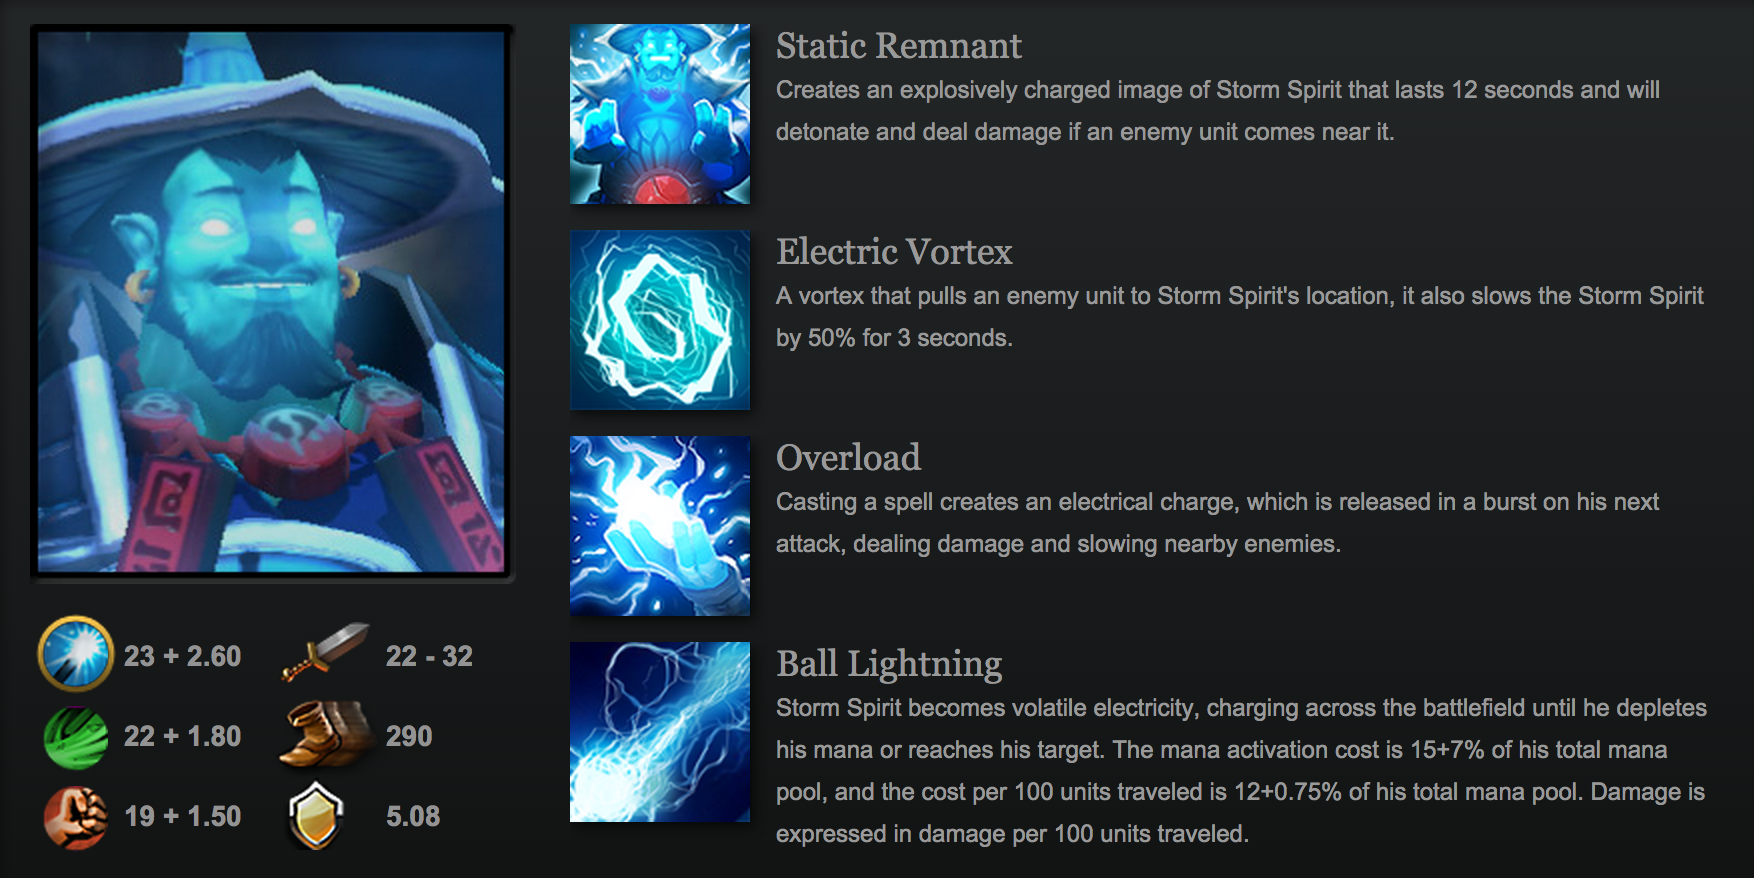 Static Remnant
Creates an explosively charged image of Storm Spirit that lasts 12 seconds and will
detonate and deal damage if an enemy unit comes near it.
Electric Vortex
A vortex that pulls an enemy unit to Storm Spirit's location, it also slows the Storm Spirit
by 50% for 3 seconds.
Overload
Casting a spell creates an electrical charge, which is released in a burst on his next
attack, dealing damage and slowing nearby enemies.
Ball Lightning
Storm Spirit becomes volatile electricity, charging across the battlefield until he depletes
his mana or reaches his target. The mana activation cost is 15+7% of his total mana
pool, and the cost per 100 units traveled is 12+0.75% of his total mana pool. Damage is
expressed in damage per 100 units traveled.
23 + 2.60
22 - 32
22 + 1.80
290
19 + 1.50
5.08